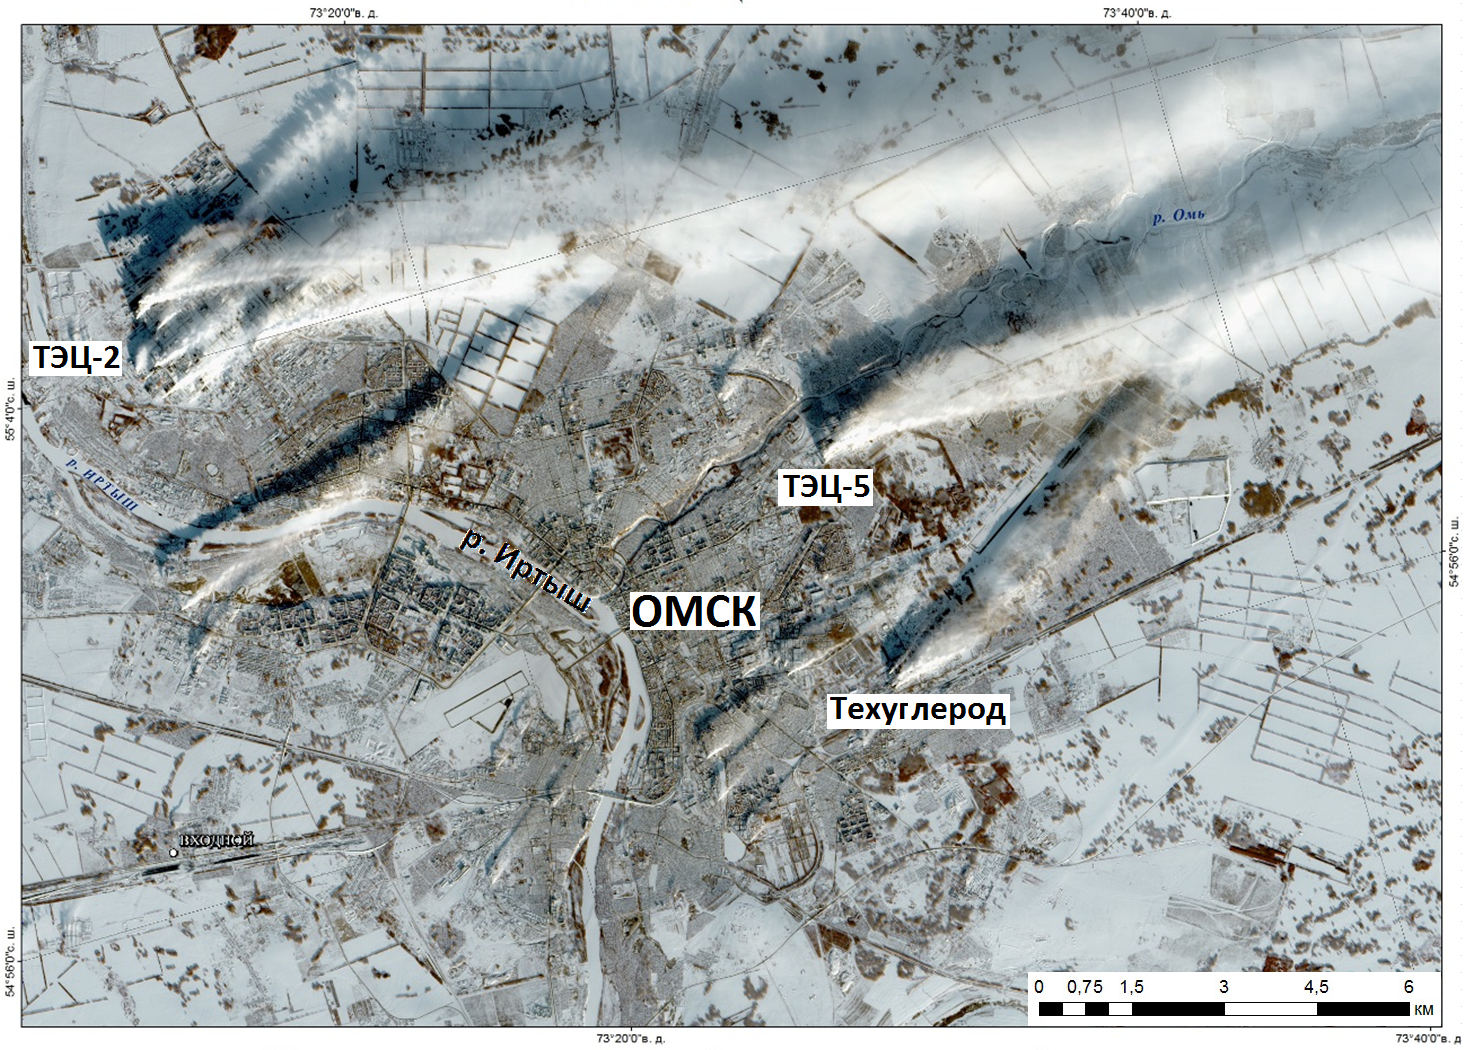 73°20'0"в. д.
73°40'0"в. д.
р. Омь
ТЭЦ-2
55°4'0"с. ш.
р. ИРТЫШ
ТЭЦ-5
р. Иртыш
54°56'0"с. ш.
ОМСК
Техуглерод
ВХОДНОЙ
54°56'0"с. ш.
0 0,75 1,5 3 4,5 6
км
73°20'0"в. д.
73°40'0"в. д